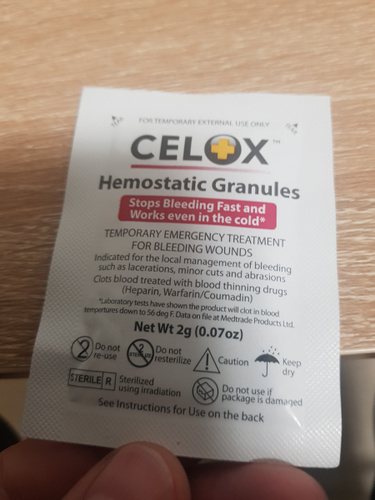 FOR TEMPORARY EXTERNAL USE ONLY
CELOX™
Hemostatic Granules
Stops Bleeding Fast and
Works even in the cold*
TEMPORARY EMERGENCY TREATMENT
FOR BLEEDING WOUNDS
Indicated for the local management of bleeding
such as lacerations, minor cuts and abrasions
Clots blood treated with blood thinning drugs
(Heparin, Warfarin/Coumadin)
*Laboratory tests have shown the product will clot in blood
tempertures down to 56 deg F. Data on file at Medtrade Products Ltd.
Net Wt 2g (0.07oz)
2 Do not
re-use
2 STERILIZE Do not
resterilize
Caution
Keep
dry
STERILE R Sterilized
using irradiation
Do not use if
package is damaged
See Instructions for Use on the back